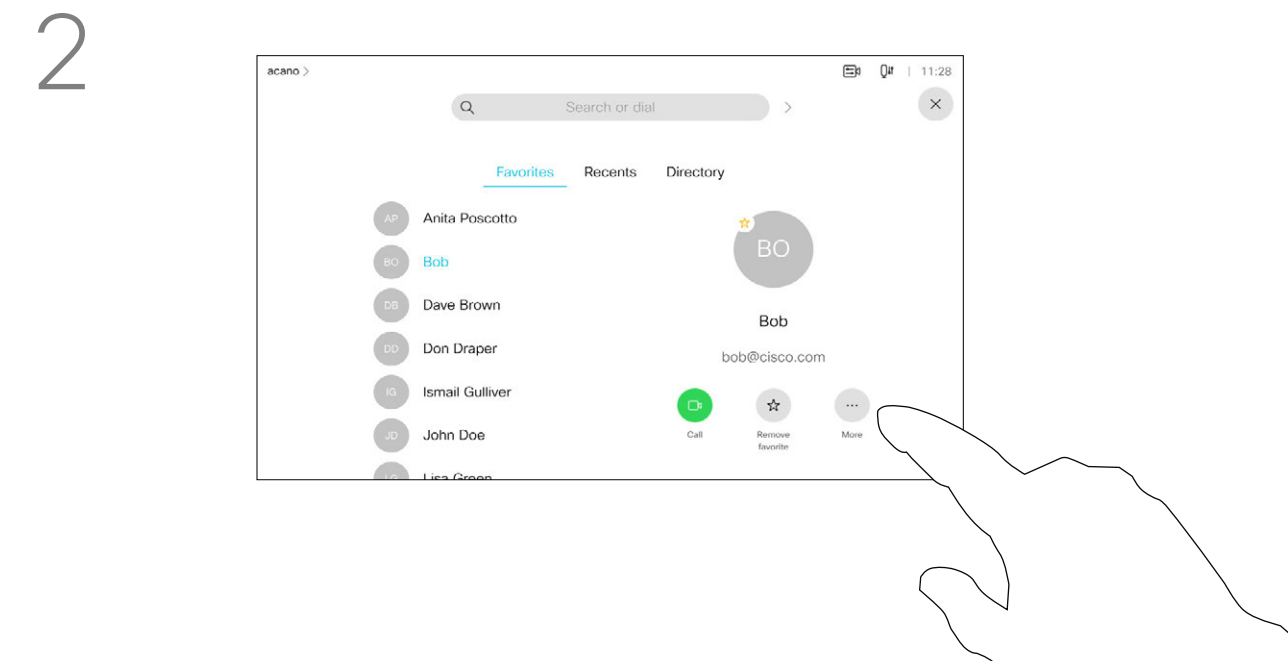 2
acano >
11:28
Search or dial
Favorites Recents Directory
AP Anita Poscotto
BO Bob
DB Dave Brown
DD Don Draper
IG Ismail Gulliver
JD John Doe
LG Lisa Green
BO
Bob
bob@cisco.com
Call
Remove
favorite
More